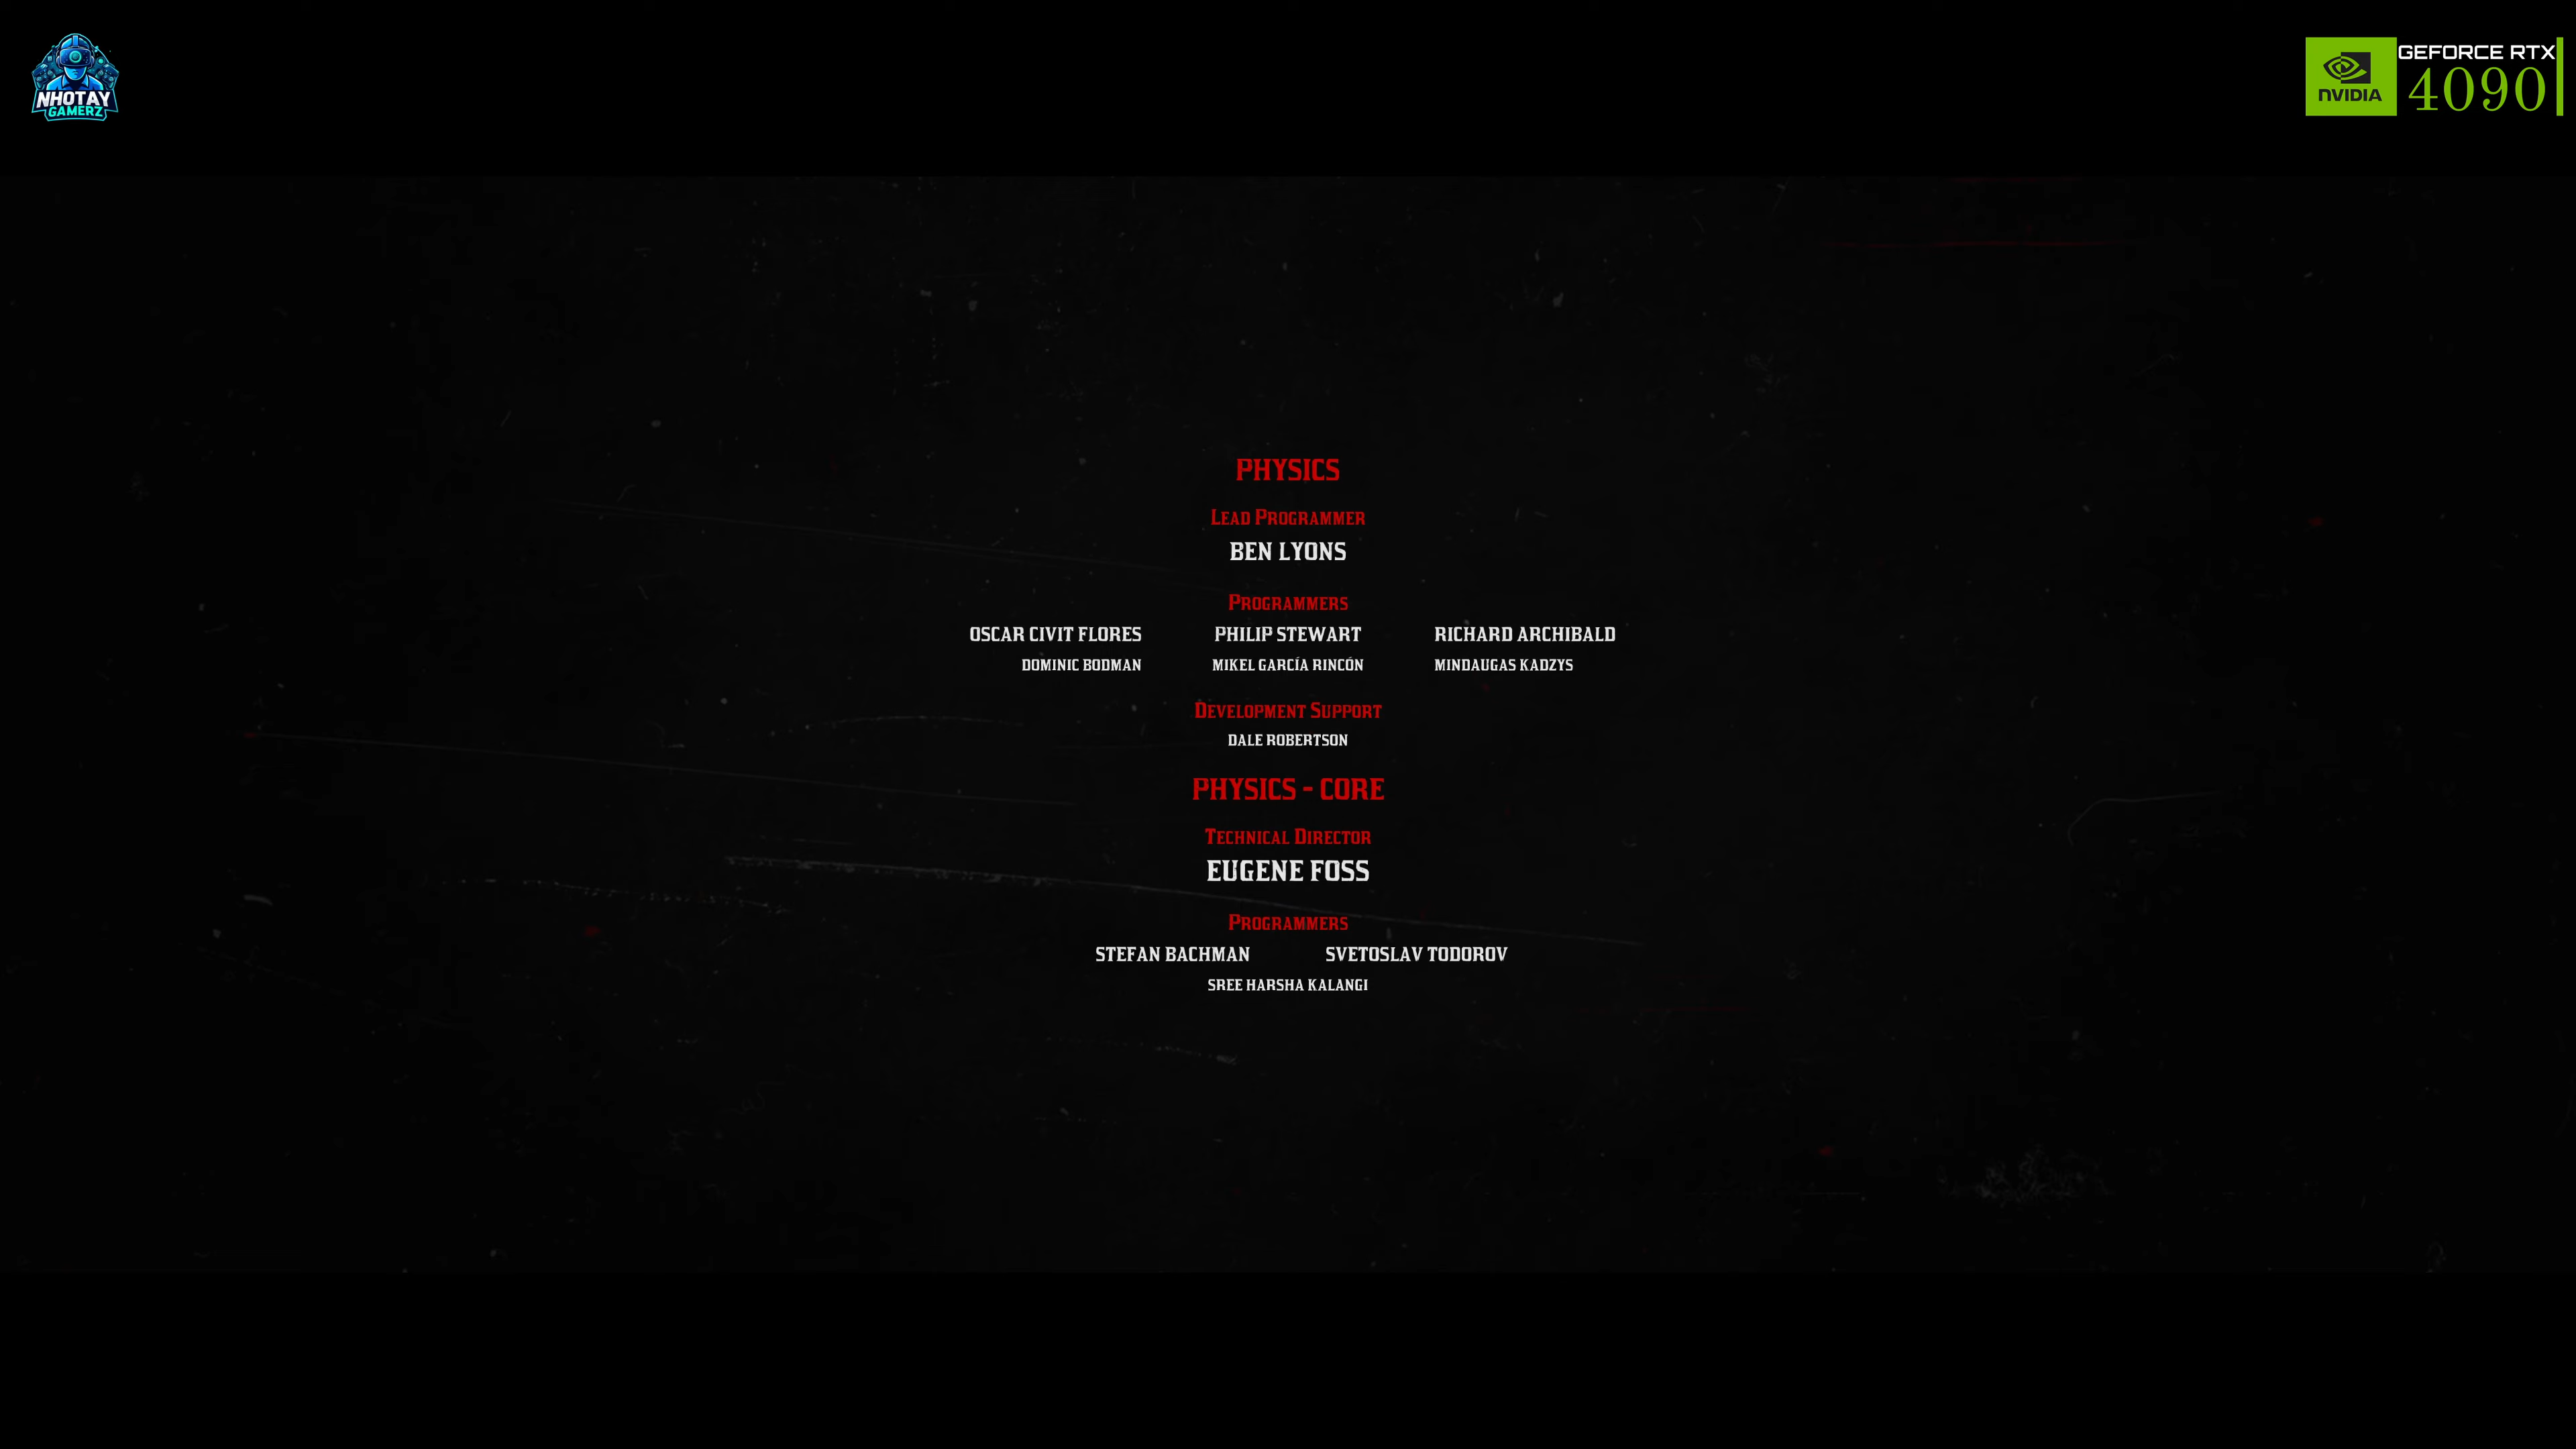 NHOTAY
GAMERZ
NVIDIA
GEFORCE RTX
4090
PHYSICS
LEAD PROGRAMMER
BEN LYONS
PROGRAMMERS
OSCAR CIVIT FLORES PHILIP STEWART RICHARD ARCHIBALD
DOMINIC BODMAN MIKEL GARCÍA RINCÓN MINDAUGAS KADZYS
DEVELOPMENT SUPPORT
DALE ROBERTSON
PHYSICS - CORE
TECHNICAL DIRECTOR
EUGENE FOSS
PROGRAMMERS
STEFAN BACHMAN SVETOSLAV TODOROV
SREE HARSHA KALANGI